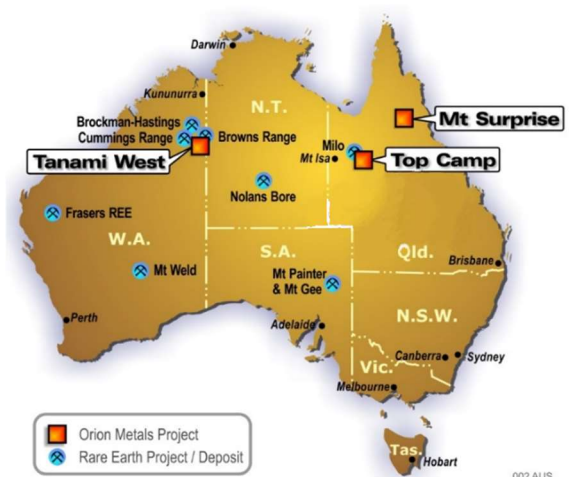 Darwin
Kununurra
N.T.
Brockman-Hastings
Cummings Range
Browns Range
Tanami West
Mt Surprise
Milo
Mt Isa
Top Camp
Nolans Bore
Frasers REE
W.A.
Mt Weld
S.A.
Qld.
Mt Painter
& Mt Gee
Brisbane
Perth
Adelaide
N.S.W.
Canberra
Sydney
Vic.
Melbourne
Tas.
Hobart
Orion Metals Project
Rare Earth Project / Deposit
002 AUS